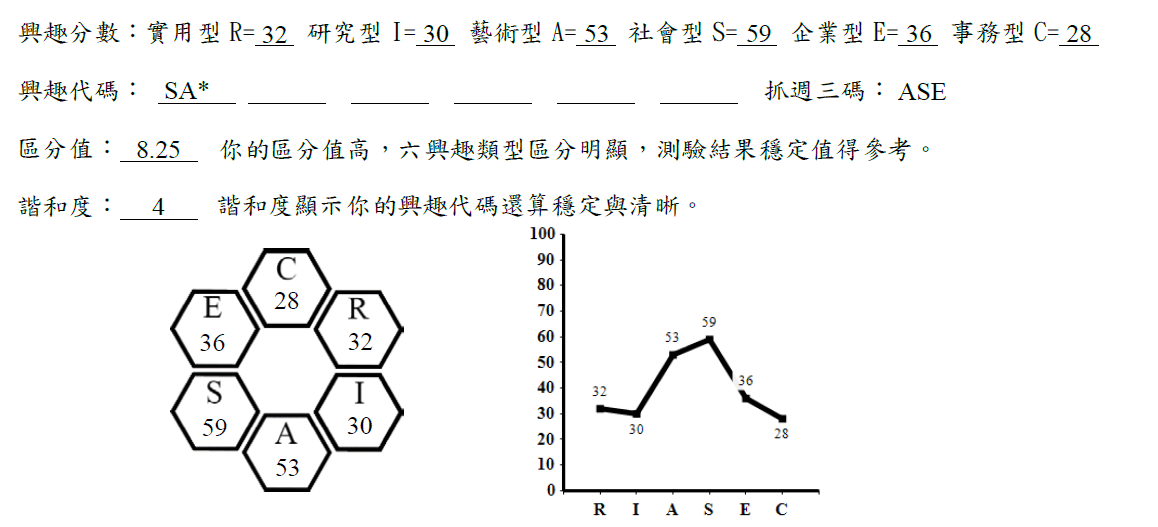 興趣分數：實用型 R= 32 研究型 I= 30 藝術型 A= 53 社會型 S= 59 企業型 E= 36 事務型 C= 28
興趣代碼： SA* 抓週三碼： ASE
區分值： 8.25 你的區分值高，六興趣類型區分明顯，測驗結果穩定值得參考。
諧和度： 4 諧和度顯示你的興趣代碼還算穩定與清晰。
C
28
E
36
R
32
S
59
I
30
A
53
100
90
80
70
60
50
40
30
20
10
0
32
30
53
59
36
28
R I A S E C